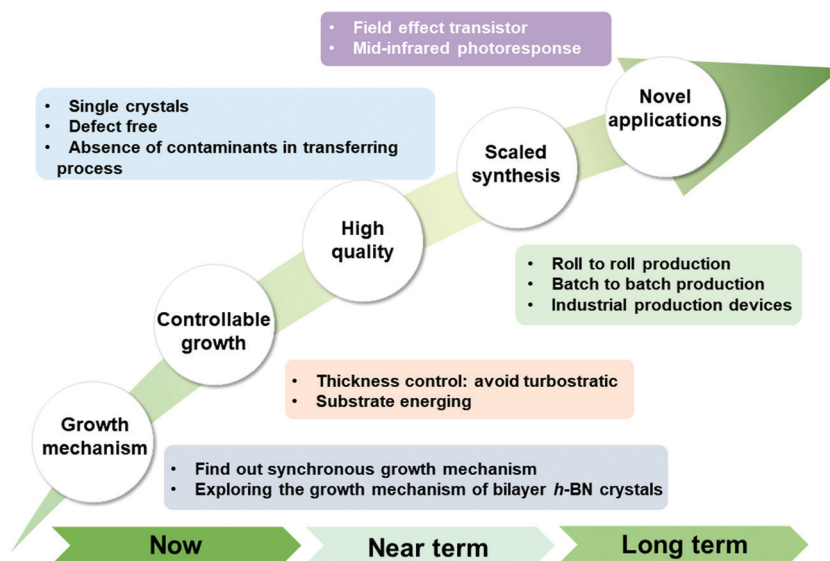 • Field effect transistor
• Mid-infrared photoresponse
Novel
applications
• Single crystals
• Defect free
• Absence of contaminants in transferring
process
Scaled
synthesis
High
quality
• Roll to roll production
• Batch to batch production
• Industrial production devices
Controllable
growth
• Thickness control: avoid turbostratic
• Substrate energing
Growth
mechanism
• Find out synchronous growth mechanism
• Exploring the growth mechanism of bilayer h-BN crystals
Now
Near term
Long term